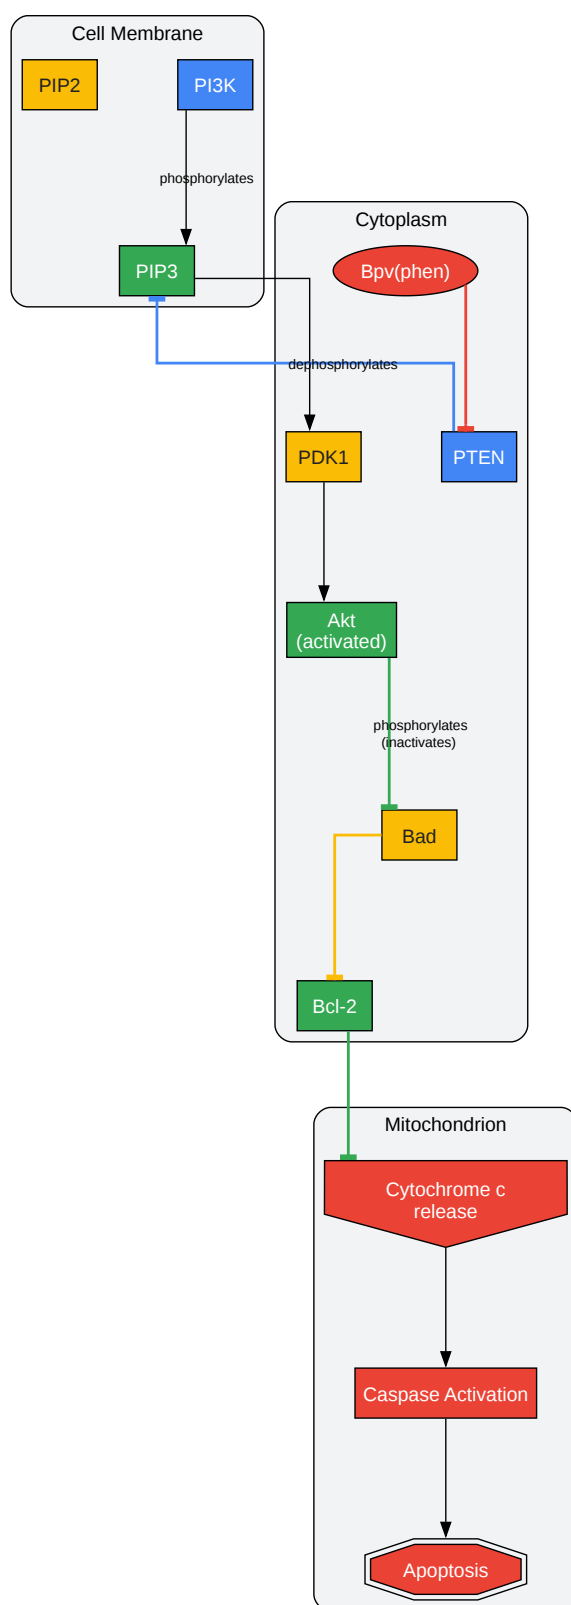 Cell Membrane
PIP2
PI3K
phosphorylates
Cytoplasm
PIP3
Bpv(phen)
dephosphorylates
PDK1
PTEN
Akt
(activated)
phosphorylates
(inactivates)
Bad
Bcl-2
Mitochondrion
Cytochrome c
release
Caspase Activation
Apoptosis